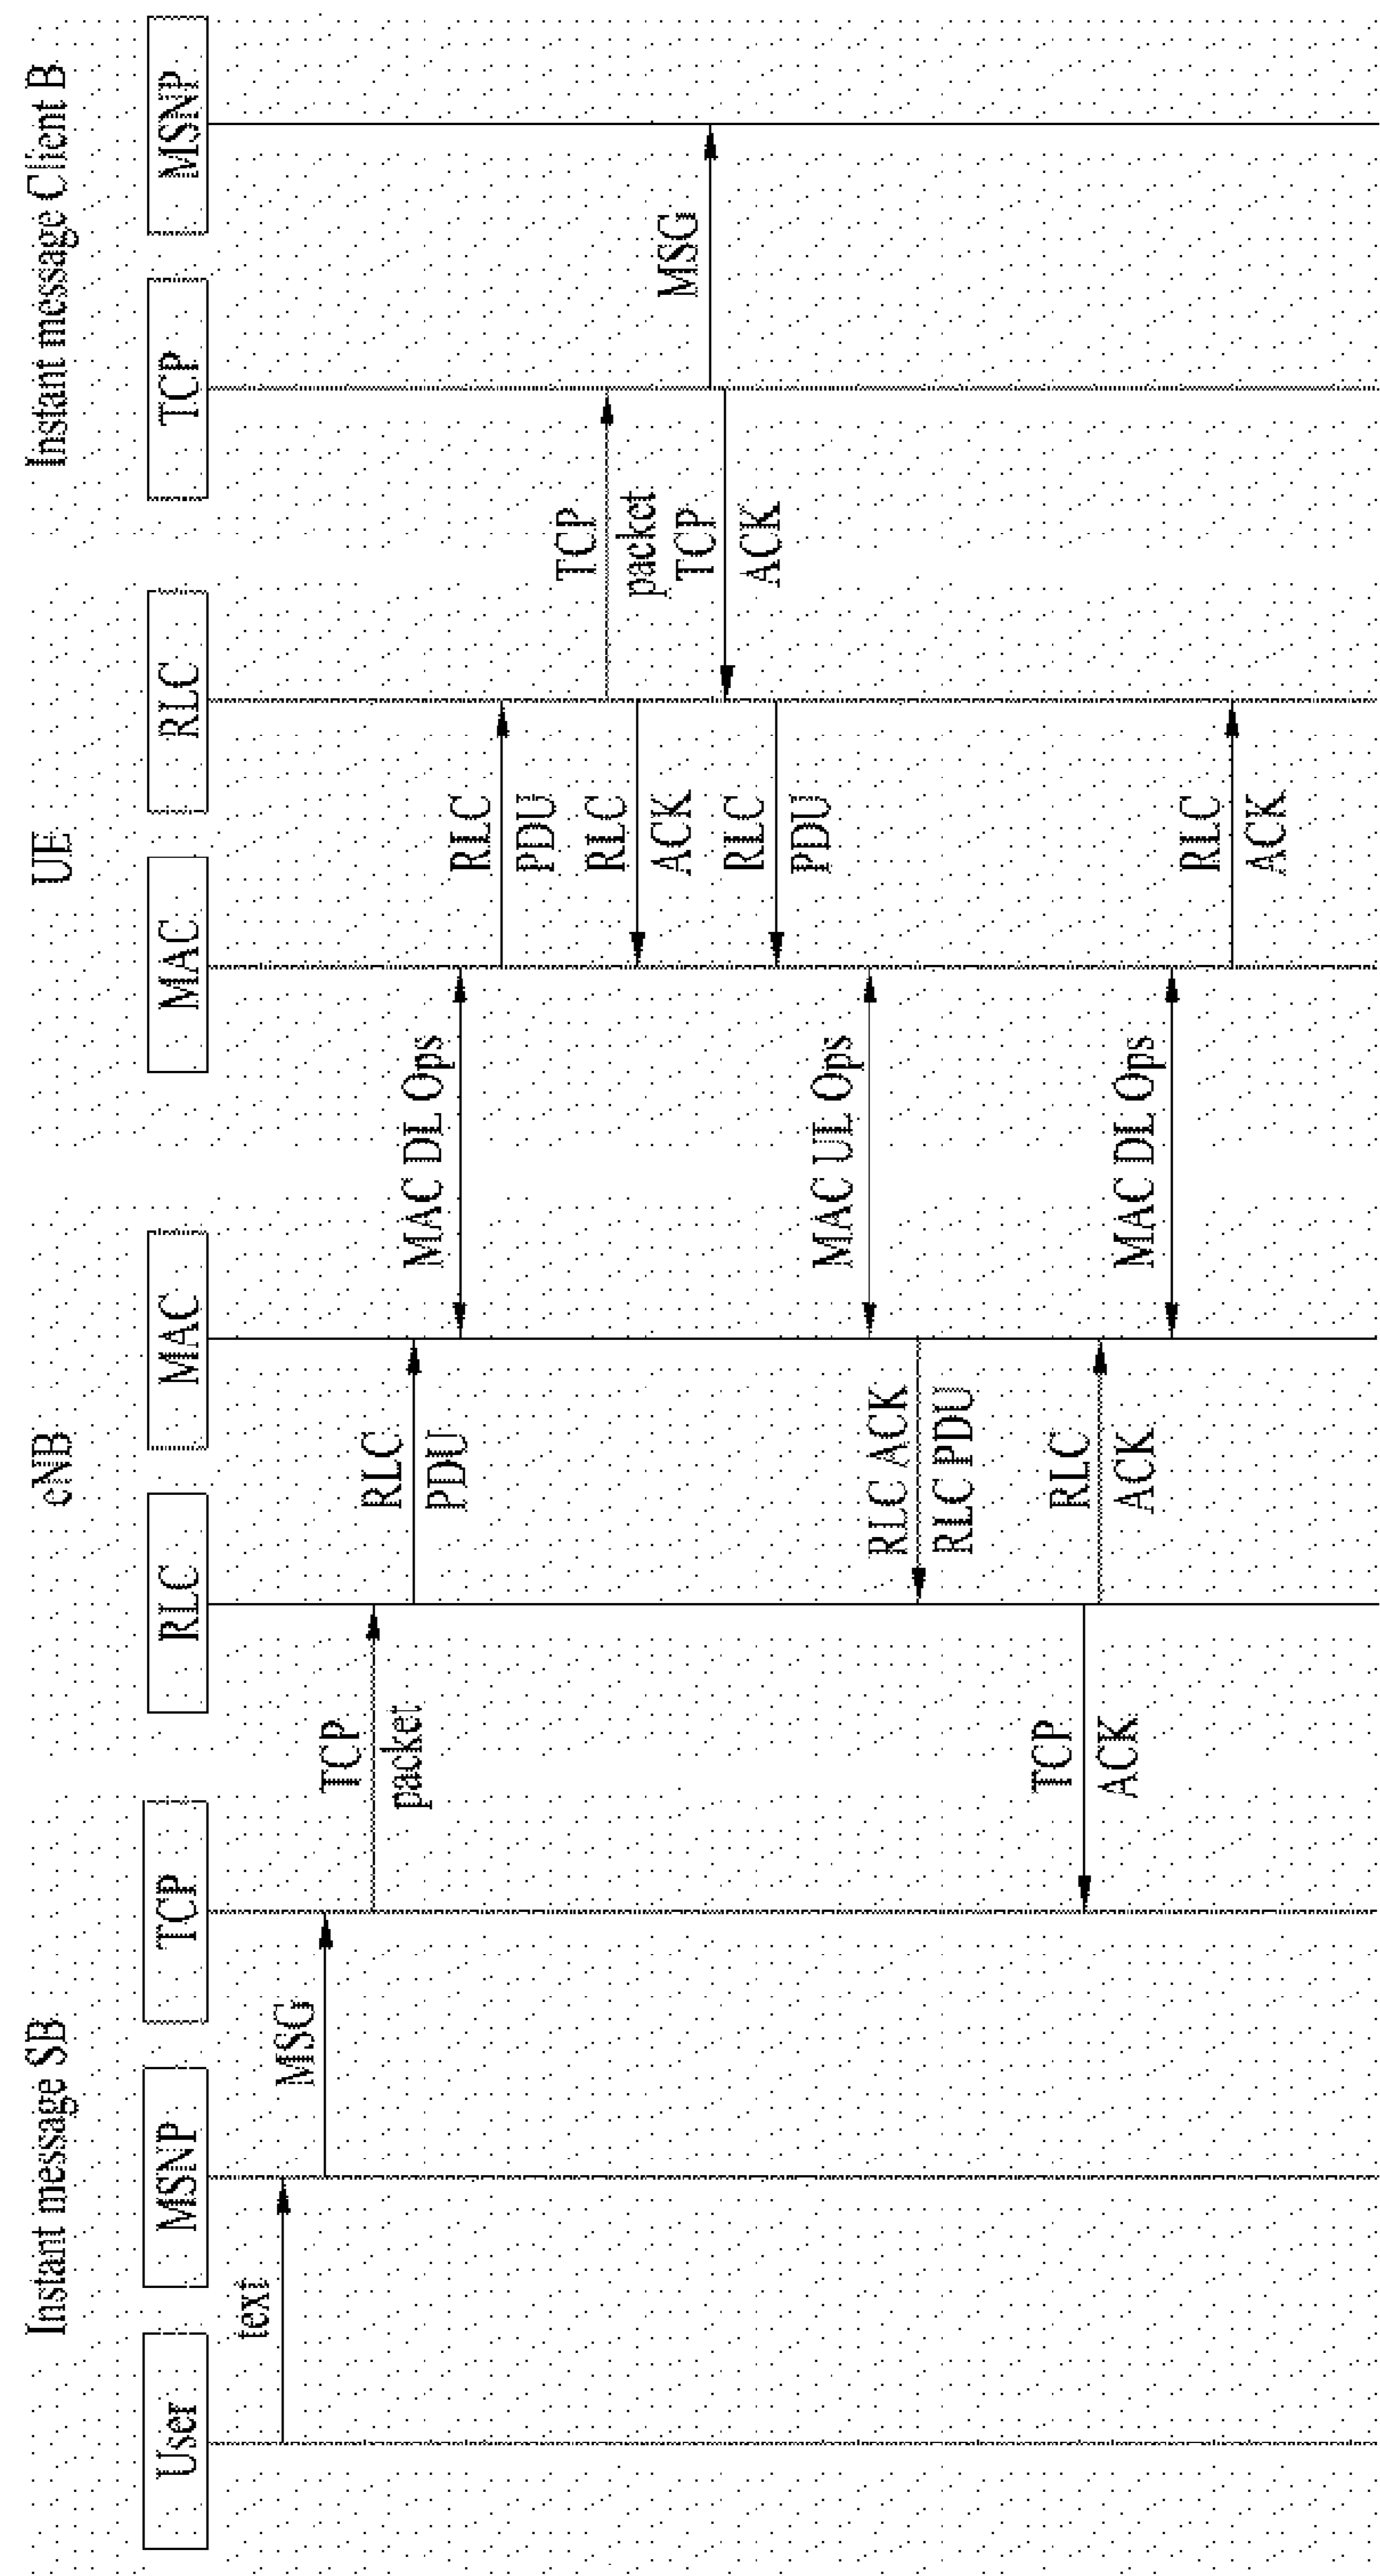 Instant message SB
eNB
UE
Instant message Client B
User
MSNP
TCP
RLC
MAC
MAC
RLC
TCP
MSNP
text
MSG
TCP
packet
RLC
PDU
MAC DL Ops
RLC
PDU
TCP
packet
RLC
ACK
MSG
TCP
ACK
RLC
PDU
MAC UL Ops
RLC ACK
RLC PDU
TCP
ACK
RLC
ACK
MAC DL Ops
RLC
ACK